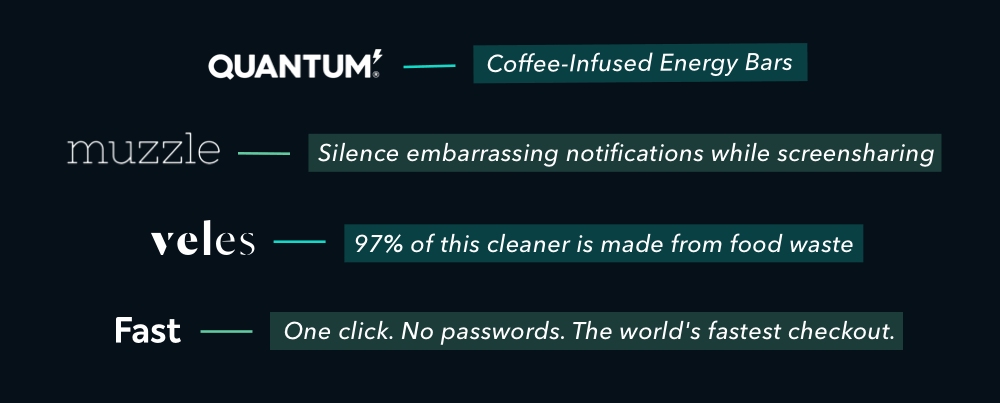 QUANTUM® Coffee-Infused Energy Bars
muzzle Silence embarrassing notifications while screensharing
veles 97% of this cleaner is made from food waste
Fast One click. No passwords. The world's fastest checkout.